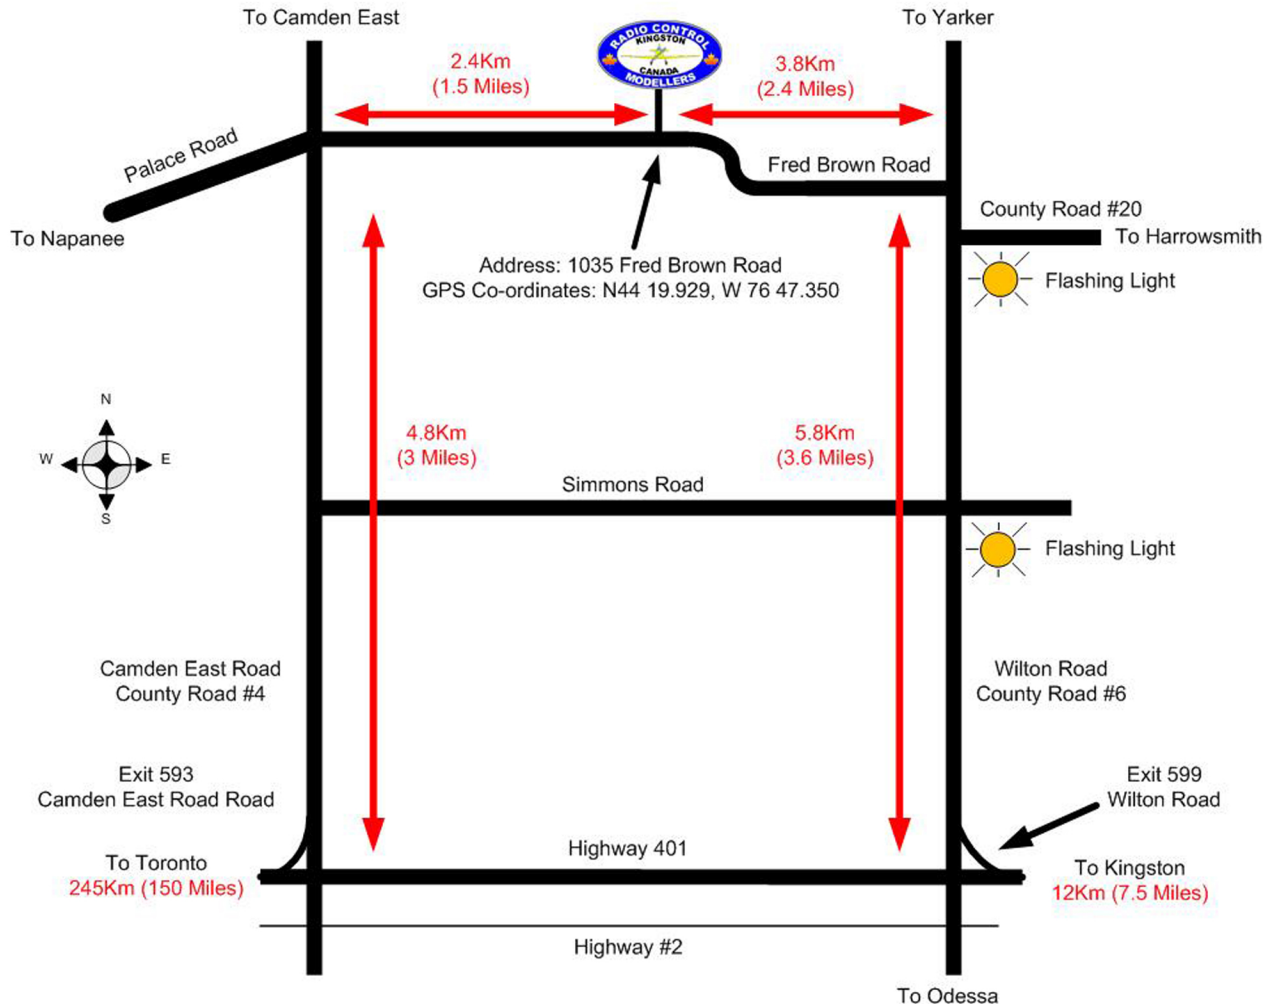 To Camden East
To Yarker
RADIO CONTROL
KINGSTON
CANADA
MODELLERS
2.4Km
(1.5 Miles)
3.8Km
(2.4 Miles)
Palace Road
Fred Brown Road
To Napanee
County Road #20
To Harrowsmith
Address: 1035 Fred Brown Road
GPS Co-ordinates: N44 19.929, W 76 47.350
Flashing Light
N
W
E
S
4.8Km
(3 Miles)
5.8Km
(3.6 Miles)
Simmons Road
Flashing Light
Camden East Road
County Road #4
Wilton Road
County Road #6
Exit 593
Camden East Road Road
Exit 599
Wilton Road
Highway 401
To Toronto
245Km (150 Miles)
To Kingston
12Km (7.5 Miles)
Highway #2
To Odessa